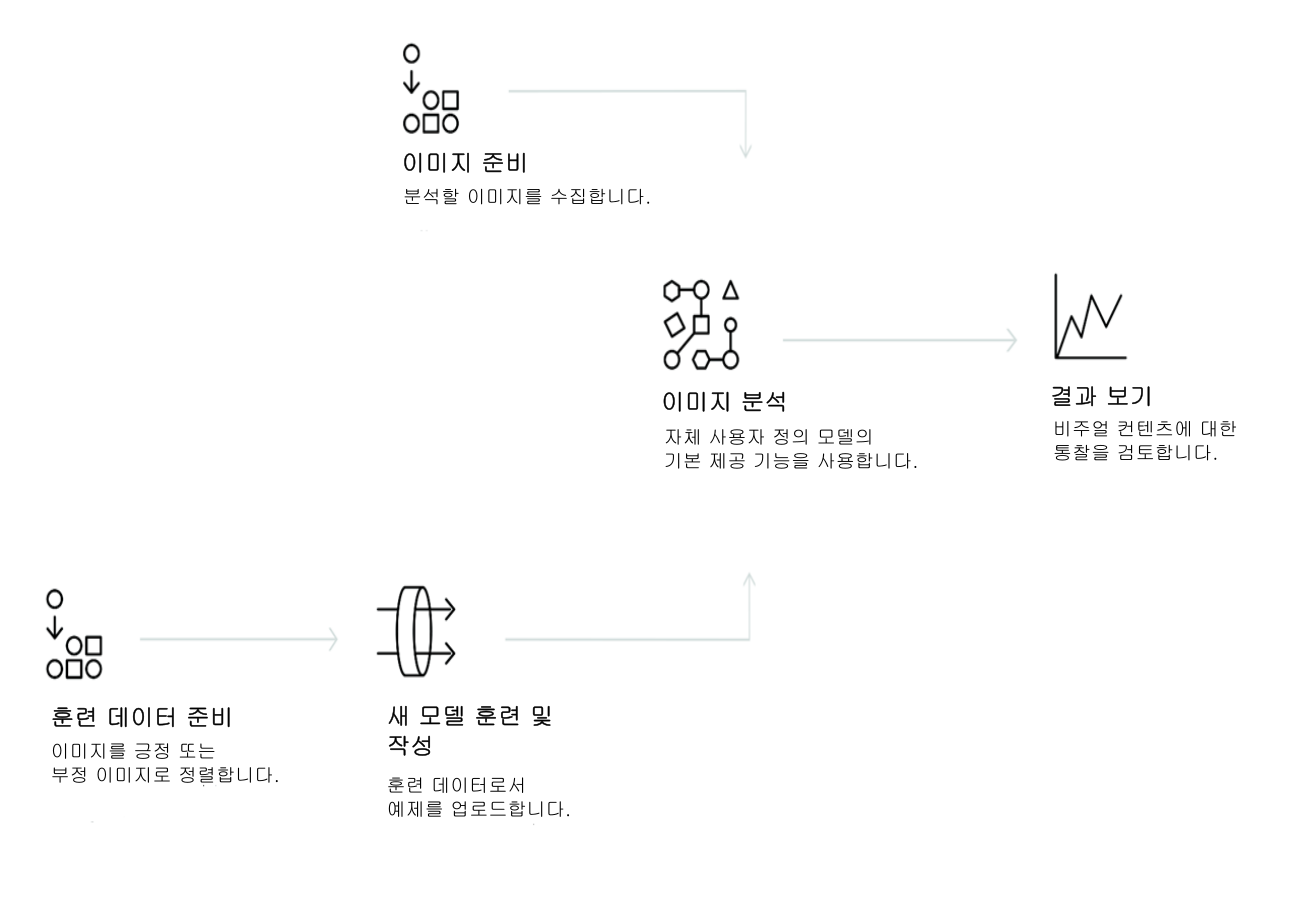 이미지 준비
분석할 이미지를 수집합니다.
이미지 분석
자체 사용자 정의 모델의
기본 제공 기능을 사용합니다.
결과 보기
비주얼 컨텐츠에 대한
통찰을 검토합니다.
훈련 데이터 준비
이미지를 긍정 또는
부정 이미지로 정렬합니다.
새 모델 훈련 및
작성
훈련 데이터로서
예제를 업로드합니다.